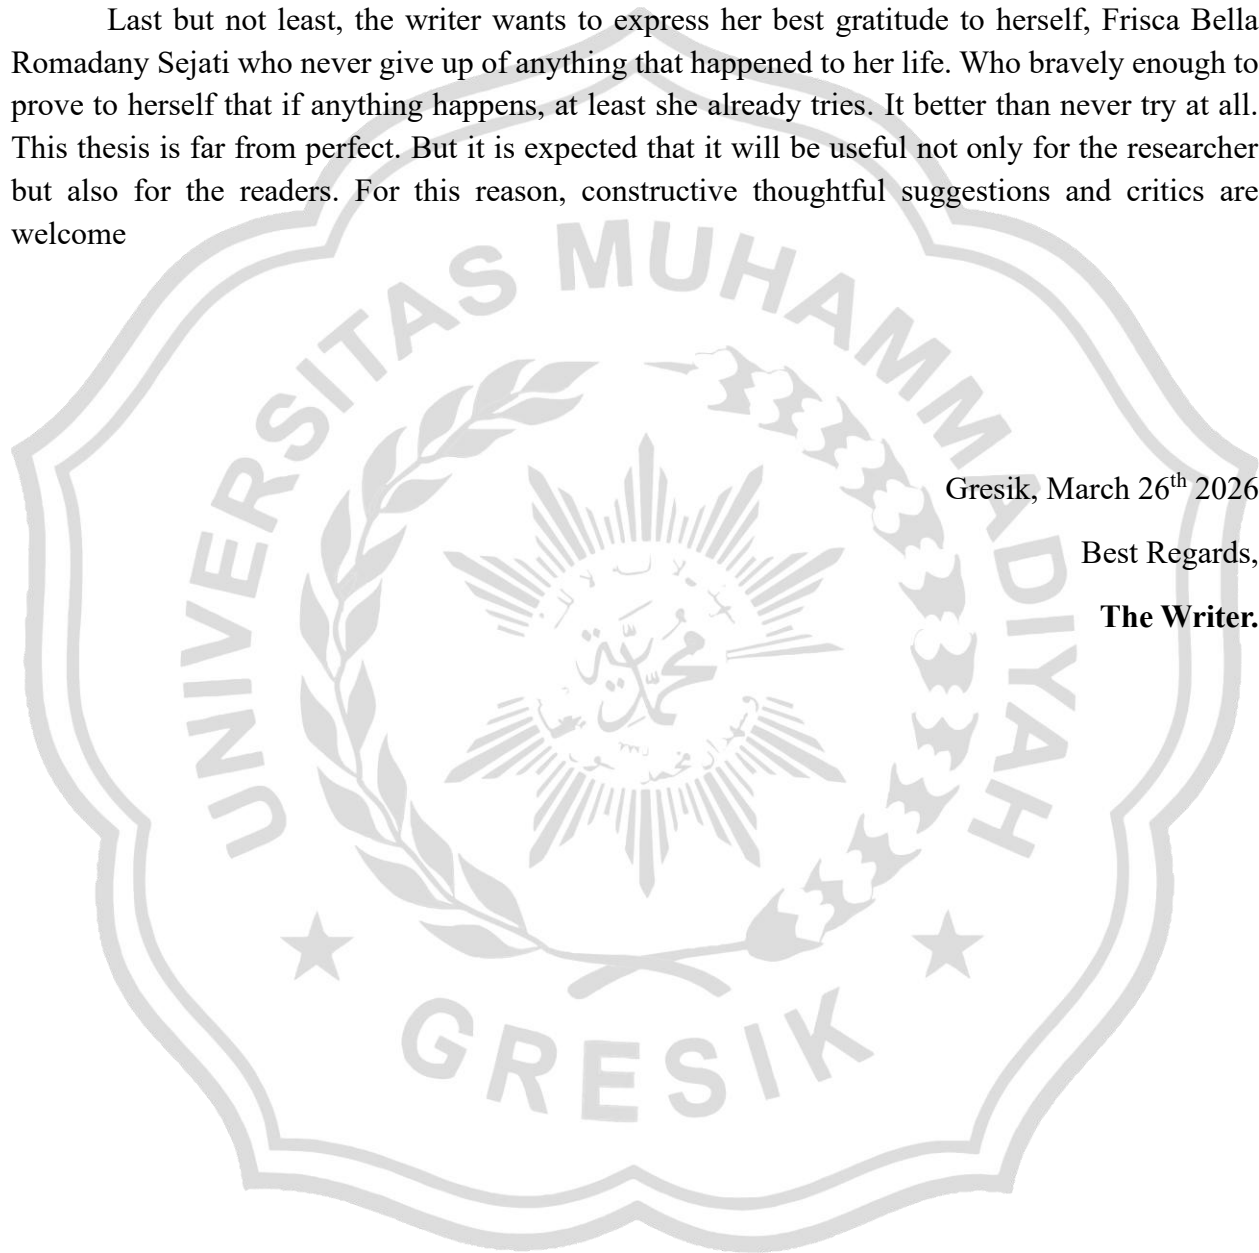 Last but not least, the writer wants to express her best gratitude to herself, Frisca Bella
Romadany Sejati who never give up of anything that happened to her life. Who bravely enough to
prove to herself that if anything happens, at least she already tries. It better than never try at all.
This thesis is far from perfect. But it is expected that it will be useful not only for the researcher
but also for the readers. For this reason, constructive thoughtful suggestions and critics are
welcome
UNIVERSITAS MUHAMMADIYAH
Gresik, March 26th 2026
Best Regards,
The Writer.
محمد
GRESIK